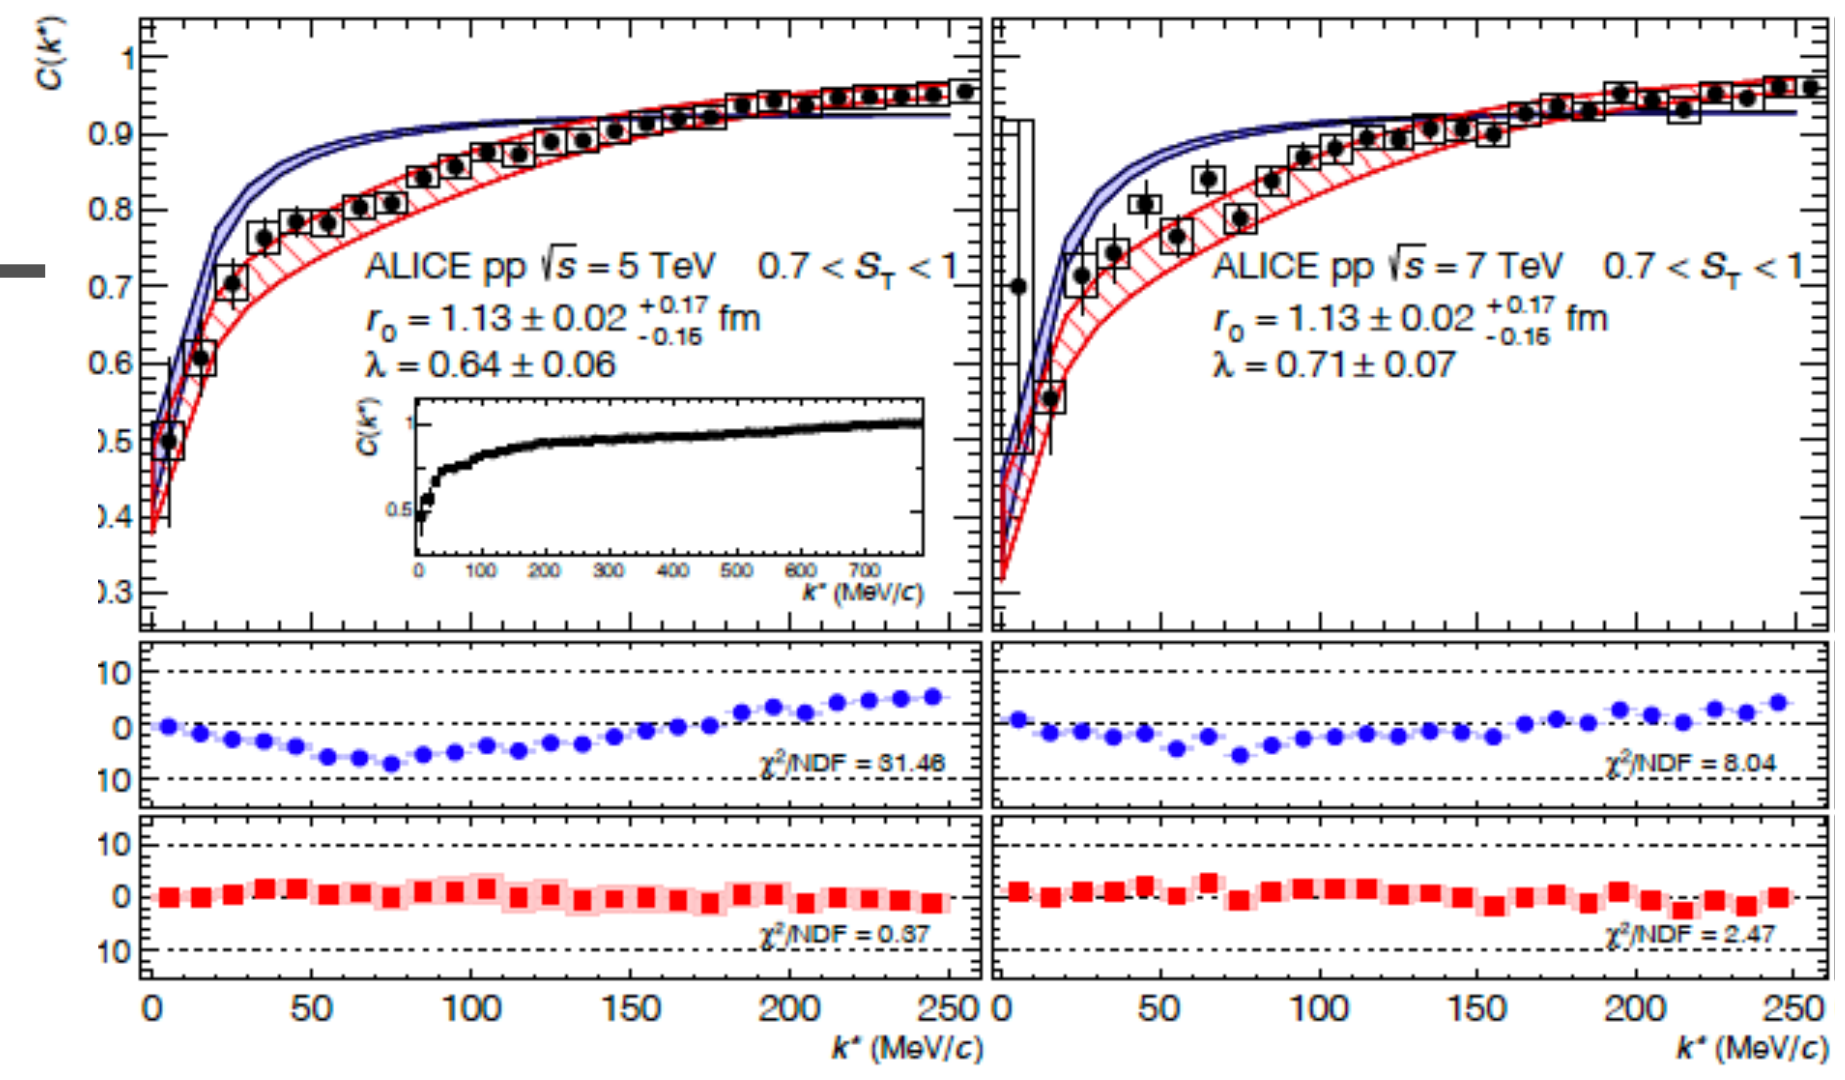 C(k*)
1
0.9
0.8
0.7
0.6
0.5
0.4
0.3
ALICE pp √s = 5 TeV 0.7 < S_T < 1
r₀ = 1.13 ± 0.02 +0.17 -0.15 fm
λ = 0.64 ± 0.06
C(k*)
1
0.5
0 100 200 300 400 500 600 700
k* (MeV/c)
ALICE pp √s = 7 TeV 0.7 < S_T < 1
r₀ = 1.13 ± 0.02 +0.17 -0.15 fm
λ = 0.71 ± 0.07
10
0
10
χ²/NDF = 31.46
χ²/NDF = 8.04
10
0
10
χ²/NDF = 0.37
χ²/NDF = 2.47
0 50 100 150 200 250 0 50 100 150 200 250
k* (MeV/c) k* (MeV/c)